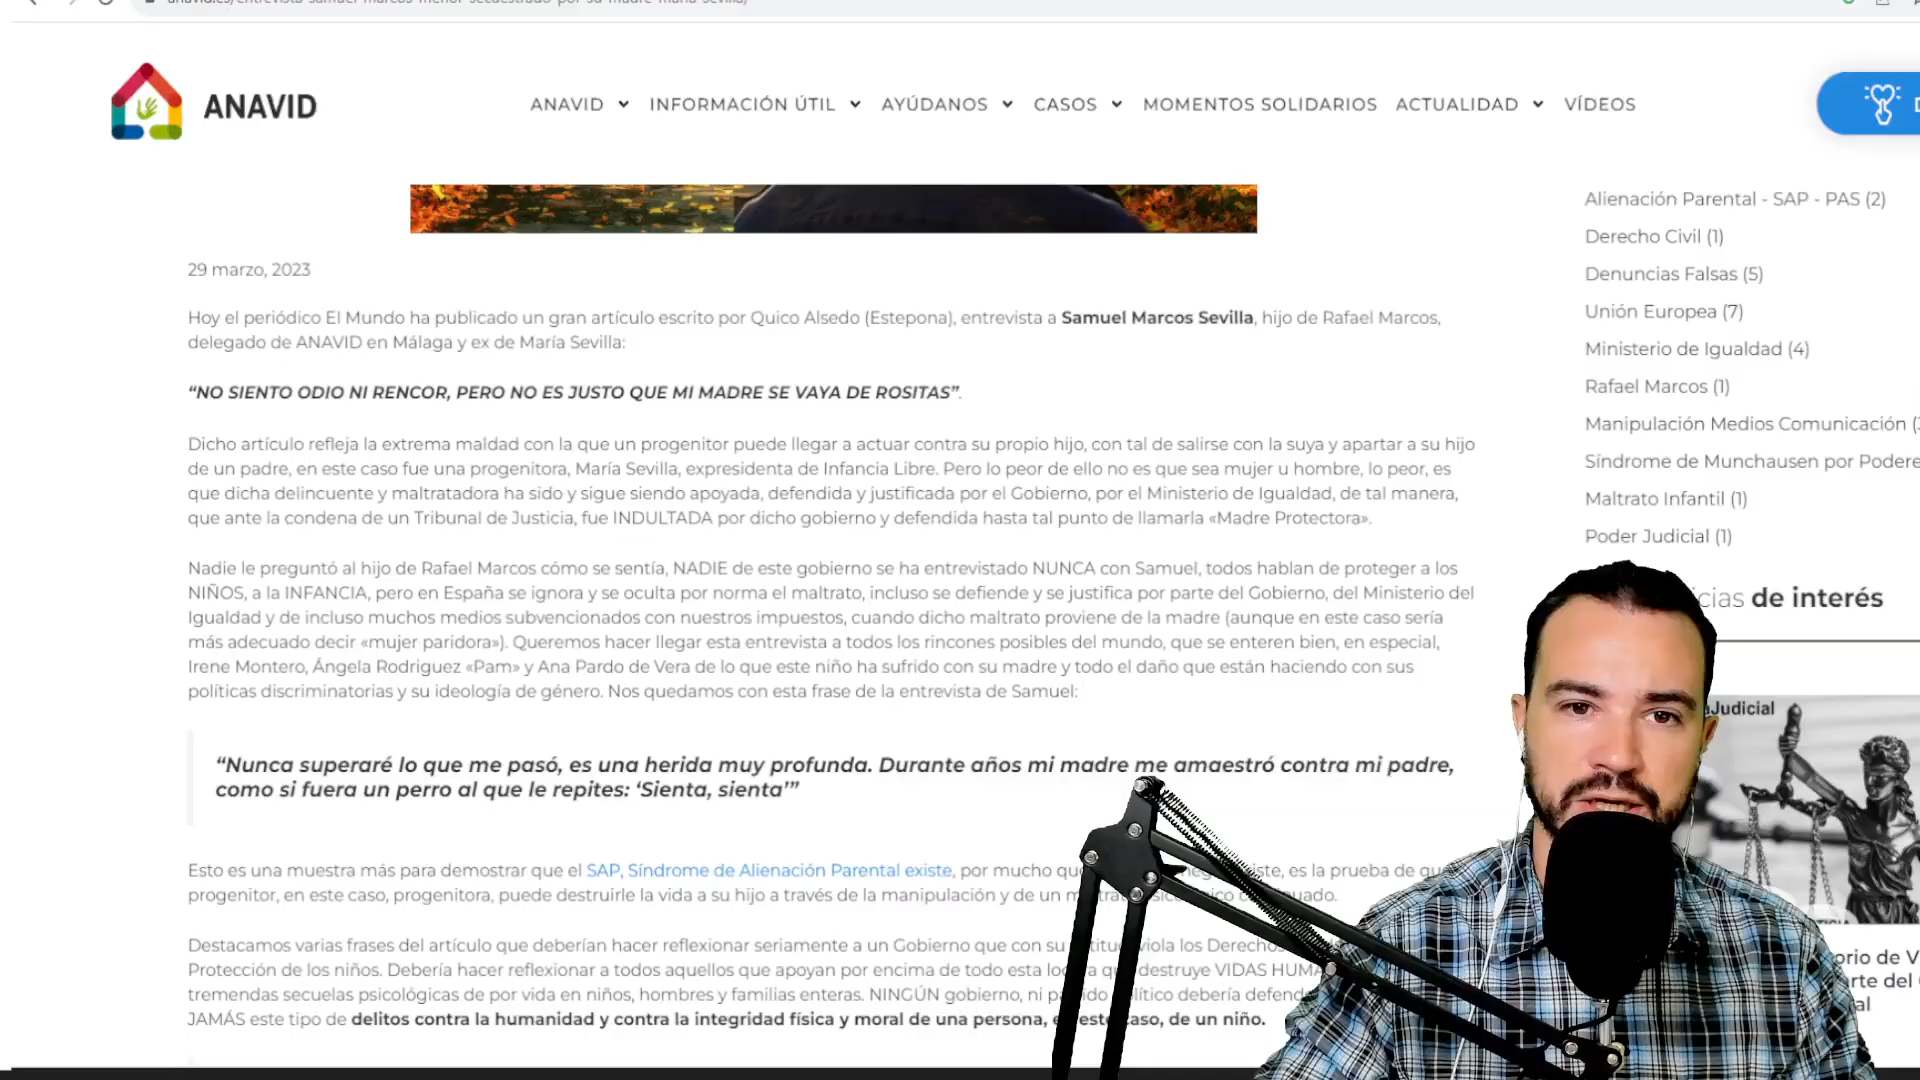 ANAVID
ANAVID INFORMACIÓN ÚTIL AYÚDANOS CASOS MOMENTOS SOLIDARIOS ACTUALIDAD VÍDEOS
29 marzo, 2023
Hoy el periódico El Mundo ha publicado un gran artículo escrito por Quico Alsedo (Estepona), entrevista a Samuel Marcos Sevilla, hijo de Rafael Marcos,
delegado de ANAVID en Málaga y ex de María Sevilla:
“NO SIENTO ODIO NI RENCOR, PERO NO ES JUSTO QUE MI MADRE SE VAYA DE ROSITAS”.
Dicho artículo refleja la extrema maldad con la que un progenitor puede llegar a actuar contra su propio hijo, con tal de salirse con la suya y apartar a su hijo
de un padre, en este caso fue una progenitora, María Sevilla, expresidenta de Infancia Libre. Pero lo peor de ello no es que sea mujer u hombre, lo peor, es
que dicha delincuente y maltratadora ha sido y sigue siendo apoyada, defendida y justificada por el Gobierno, por el Ministerio de Igualdad, de tal manera,
que ante la condena de un Tribunal de Justicia, fue INDULTADA por dicho gobierno y defendida hasta tal punto de llamarla «Madre Protectora».
Nadie le preguntó al hijo de Rafael Marcos cómo se sentía, NADIE de este gobierno se ha entrevistado NUNCA con Samuel, todos hablan de proteger a los
NIÑOS, a la INFANCIA, pero en España se ignora y se oculta por norma el maltrato, incluso se defiende y se justifica por parte del Gobierno, del Ministerio del
Igualdad y de incluso muchos medios subvencionados con nuestros impuestos, cuando dicho maltrato proviene de la madre (aunque en este caso sería
más adecuado decir «mujer paridora»). Queremos hacer llegar esta entrevista a todos los rincones posibles del mundo, que se enteren bien, en especial,
Irene Montero, Ángela Rodriguez «Pam» y Ana Pardo de Vera de lo que este niño ha sufrido con su madre y todo el daño que están haciendo con sus
políticas discriminatorias y su ideología de género. Nos quedamos con esta frase de la entrevista de Samuel:
“Nunca superaré lo que me pasó, es una herida muy profunda. Durante años mi madre me amaestró contra mi padre,
como si fuera un perro al que le repites: ‘Sienta, sienta’”
Esto es una muestra más para demostrar que el SAP, Síndrome de Alienación Parental existe, por mucho es la prueba de
progenitor, en este caso, progenitora, puede destruirle la vida a su hijo a través de la manipulación y de un
Destacamos varias frases del artículo que deberían hacer reflexionar seriamente a un Gobierno que con su viola los
Protección de los niños. Debería hacer reflexionar a todos aquellos que apoyan por encima de todo esta destruye VIDAS
tremendas secuelas psicológicas de por vida en niños, hombres y familias enteras. NINGÚN gobierno, ni político debería
JAMÁS este tipo de delitos contra la humanidad y contra la integridad física y moral de una persona, de un niño.
Alienación Parental - SAP - PAS (2)
Derecho Civil (1)
Denuncias Falsas (5)
Unión Europea (7)
Ministerio de Igualdad (4)
Rafael Marcos (1)
Manipulación Medios Comunicación
Síndrome de Munchausen por
Maltrato Infantil (1)
Poder Judicial (1)
de interés
Judicial